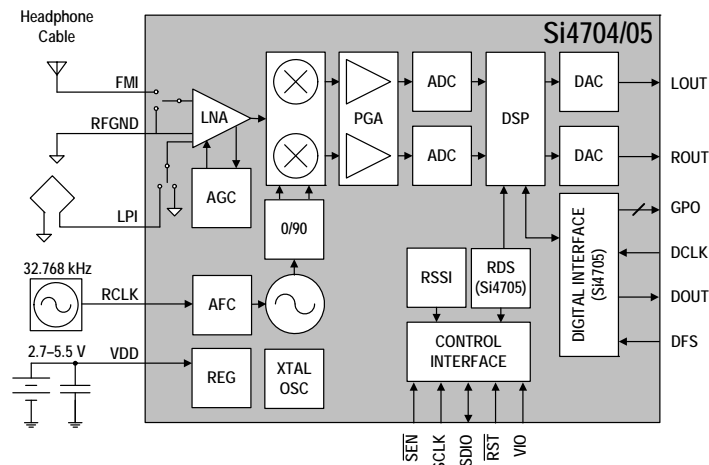 Headphone
Cable
Si4704/05
FMI
RFGND
LPI
LNA
AGC
0/90
PGA
ADC
ADC
DSP
DAC
DAC
LOUT
ROUT
GPO
DCLK
DOUT
DFS
DIGITAL INTERFACE
(Si4705)
32.768 kHz
RCLK
AFC
RSSI
RDS
(Si4705)
CONTROL
INTERFACE
2.7–5.5 V
VDD
REG
XTAL
OSC
SEN
SCLK
SDIO
RST
VIO